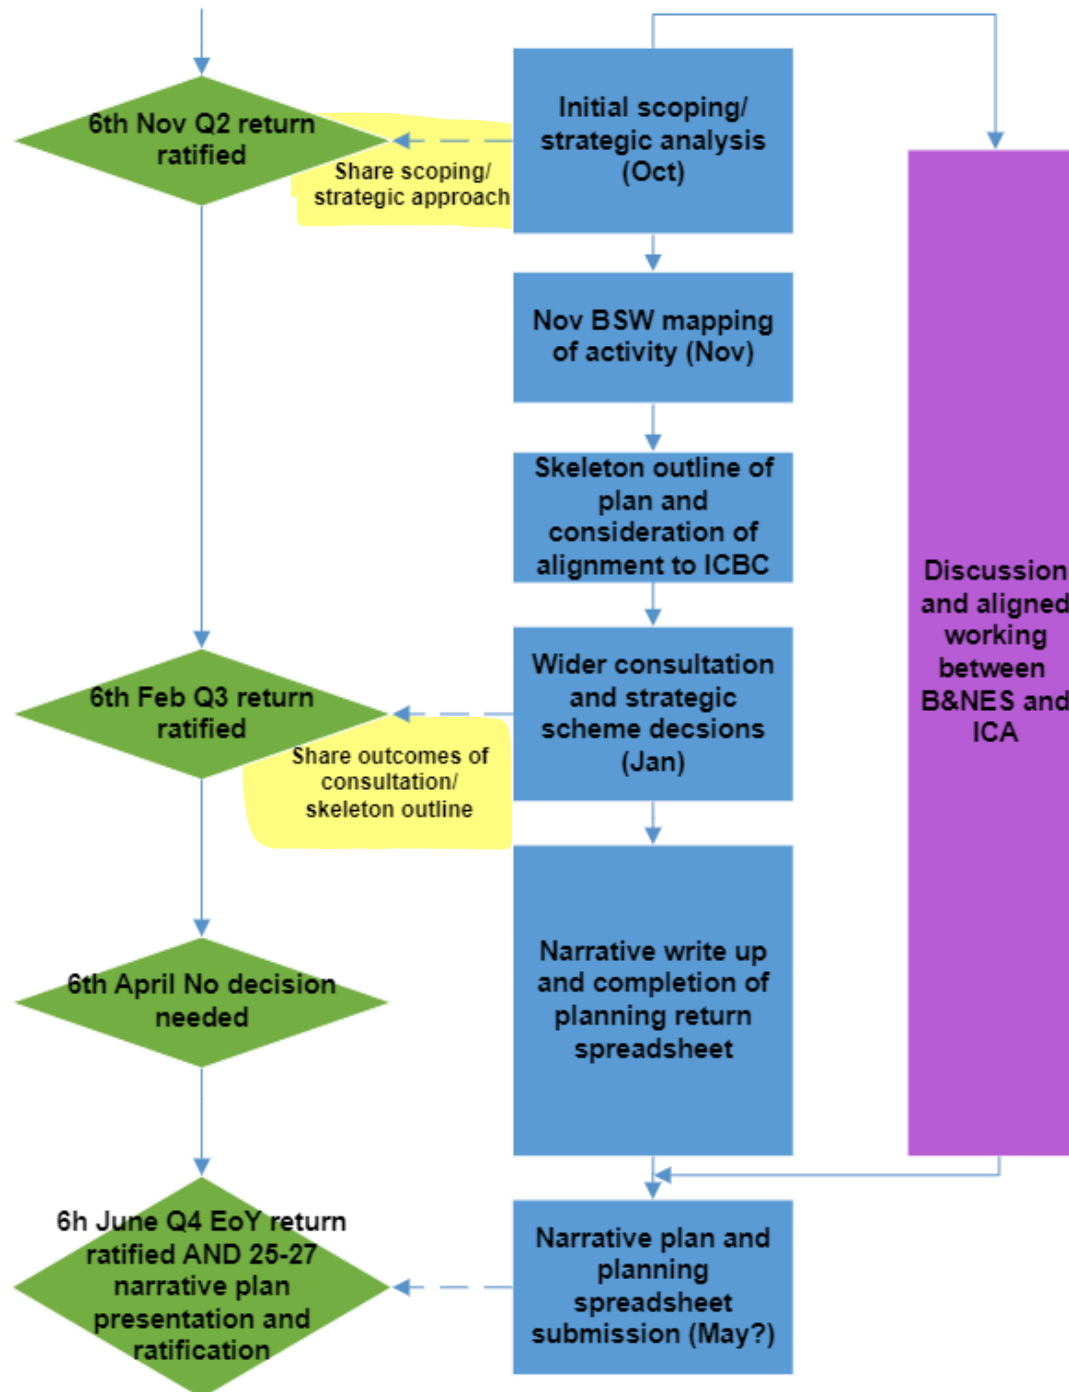 6th Nov Q2 return
ratified
Share scoping/
strategic approach
Initial scoping/
strategic analysis
(Oct)
Nov BSW mapping
of activity (Nov)
Skeleton outline of
plan and
consideration of
alignment to ICBC
6th Feb Q3 return
ratified
Share outcomes of
consultation/
skeleton outline
Wider consultation
and strategic
scheme decsions
(Jan)
Discussion
and aligned
working
between
B&NES and
ICA
6th April No decision
needed
Narrative write up
and completion of
planning return
spreadsheet
6h June Q4 EoY return
ratified AND 25-27
narrative plan
presentation and
ratification
Narrative plan and
planning
spreadsheet
submission (May?)